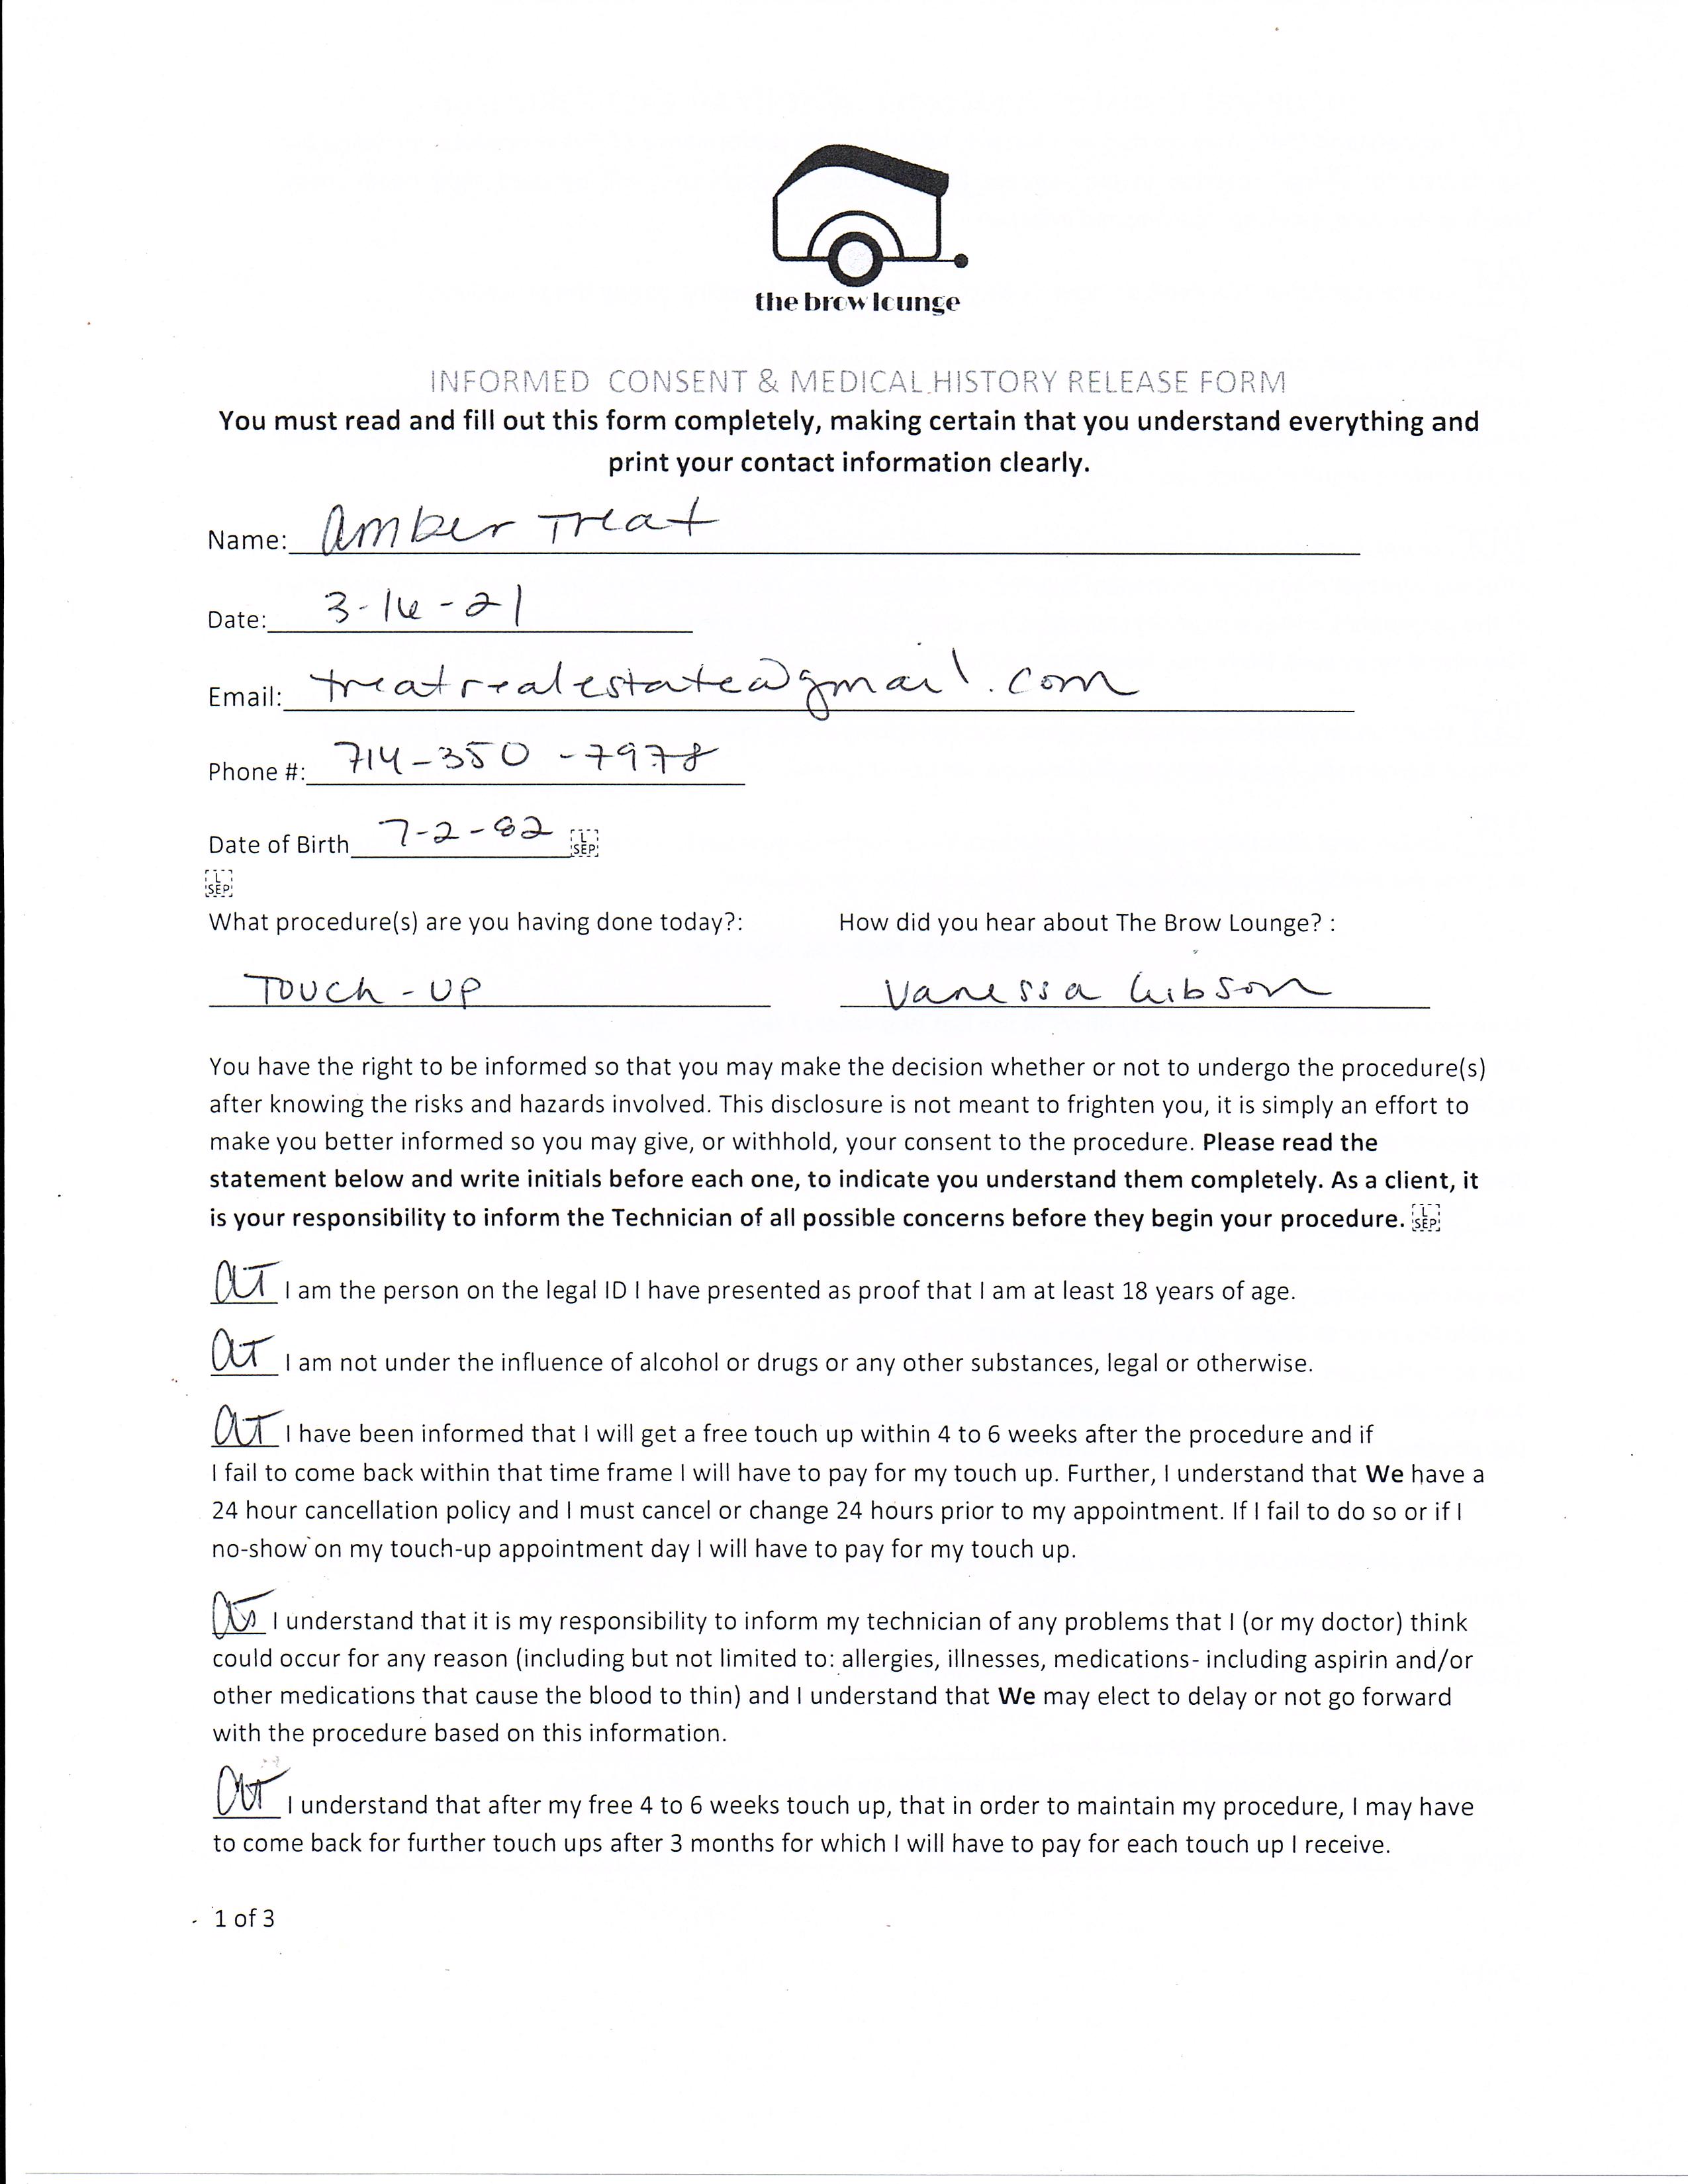 the brow lounge
INFORMED CONSENT & MEDICAL HISTORY RELEASE FORM
You must read and fill out this form completely, making certain that you understand everything and
print your contact information clearly.
Name: Amber Treat
Date: 3-16-21
Email: treatrealestate@gmail.com
Phone #: 714-350-7978
Date of Birth 7-2-82 L SEP
L SEP
What procedure(s) are you having done today?: How did you hear about The Brow Lounge? :
Touch-up Vanessa Gibson
You have the right to be informed so that you may make the decision whether or not to undergo the procedure(s)
after knowing the risks and hazards involved. This disclosure is not meant to frighten you, it is simply an effort to
make you better informed so you may give, or withhold, your consent to the procedure. Please read the
statement below and write initials before each one, to indicate you understand them completely. As a client, it
is your responsibility to inform the Technician of all possible concerns before they begin your procedure. L SEP
AT I am the person on the legal ID I have presented as proof that I am at least 18 years of age.
AT I am not under the influence of alcohol or drugs or any other substances, legal or otherwise.
AT I have been informed that I will get a free touch up within 4 to 6 weeks after the procedure and if
I fail to come back within that time frame I will have to pay for my touch up. Further, I understand that We have a
24 hour cancellation policy and I must cancel or change 24 hours prior to my appointment. If I fail to do so or if I
no-show on my touch-up appointment day I will have to pay for my touch up.
AT I understand that it is my responsibility to inform my technician of any problems that I (or my doctor) think
could occur for any reason (including but not limited to: allergies, illnesses, medications- including aspirin and/or
other medications that cause the blood to thin) and I understand that We may elect to delay or not go forward
with the procedure based on this information.
AT I understand that after my free 4 to 6 weeks touch up, that in order to maintain my procedure, I may have
to come back for further touch ups after 3 months for which I will have to pay for each touch up I receive.
1 of 3